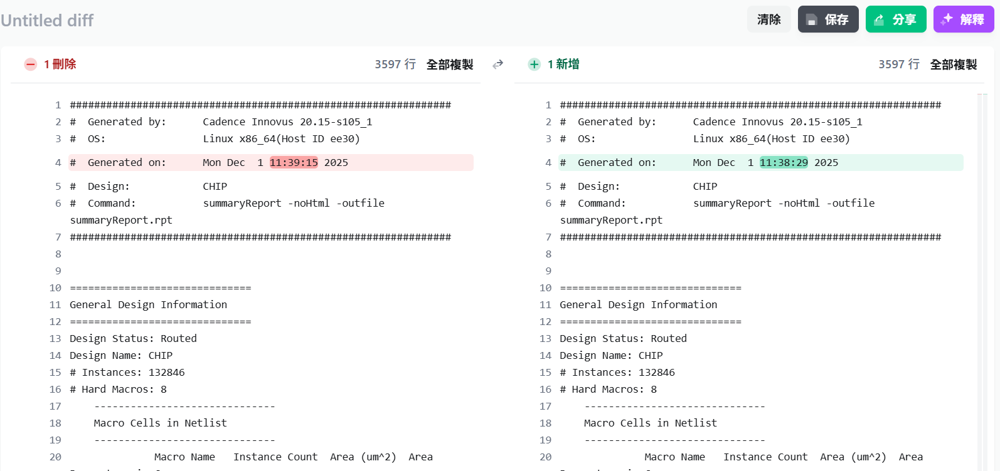 Untitled diff
清除 保存 分享 解釋
1 刪除 3597 行 全部複製
1 ###############################################################
2 #  Generated by:      Cadence Innovus 20.15-s105_1
3 #  OS:                Linux x86_64(Host ID ee30)
4 #  Generated on:      Mon Dec  1 11:39:15 2025
5 #  Design:            CHIP
6 #  Command:           summaryReport -noHtml -outfile
summaryReport.rpt
7 ###############################################################
8
9
10 ==============================
11 General Design Information
12 ==============================
13 Design Status: Routed
14 Design Name: CHIP
15 # Instances: 132846
16 # Hard Macros: 8
17     ------------------------------
18     Macro Cells in Netlist
19     ------------------------------
20               Macro Name   Instance Count  Area (um^2)  Area
1 新增 3597 行 全部複製
1 ###############################################################
2 #  Generated by:      Cadence Innovus 20.15-s105_1
3 #  OS:                Linux x86_64(Host ID ee30)
4 #  Generated on:      Mon Dec  1 11:38:29 2025
5 #  Design:            CHIP
6 #  Command:           summaryReport -noHtml -outfile
summaryReport.rpt
7 ###############################################################
8
9
10 ==============================
11 General Design Information
12 ==============================
13 Design Status: Routed
14 Design Name: CHIP
15 # Instances: 132846
16 # Hard Macros: 8
17     ------------------------------
18     Macro Cells in Netlist
19     ------------------------------
20               Macro Name   Instance Count  Area (um^2)  Area